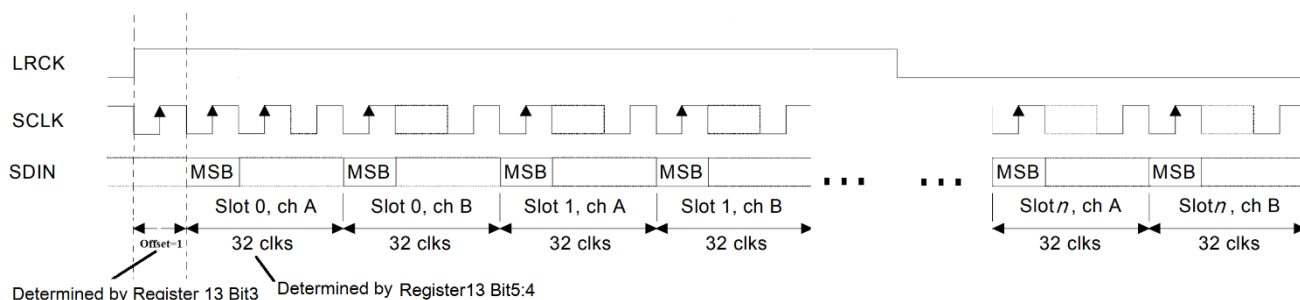 LRCK
SCLK
SDIN
MSB MSB MSB MSB MSB MSB
Slot 0, ch A Slot 0, ch B Slot 1, ch A Slot 1, ch B ... ... Slotn, ch A Slotn, ch B
Offset=1 32 clks 32 clks 32 clks 32 clks 32 clks 32 clks
Determined by Register 13 Bit3 Determined by Register13 Bit5:4